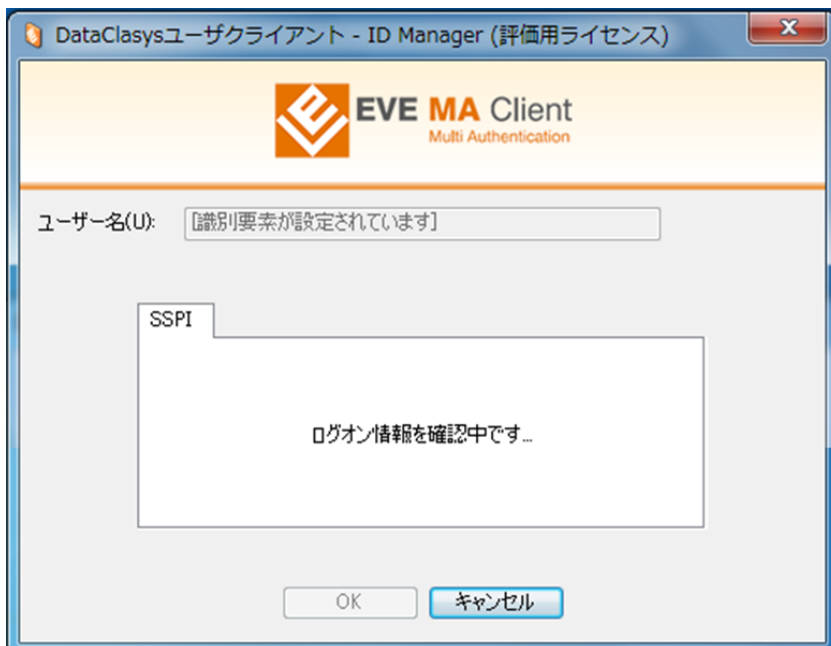 DataClasysユーザクライアント - ID Manager (評価用ライセンス)
EVE MA Client
Multi Authentication
ユーザー名(U): [識別要素が設定されています]
SSPI
ログオン情報を確認中です...
OK キャンセル